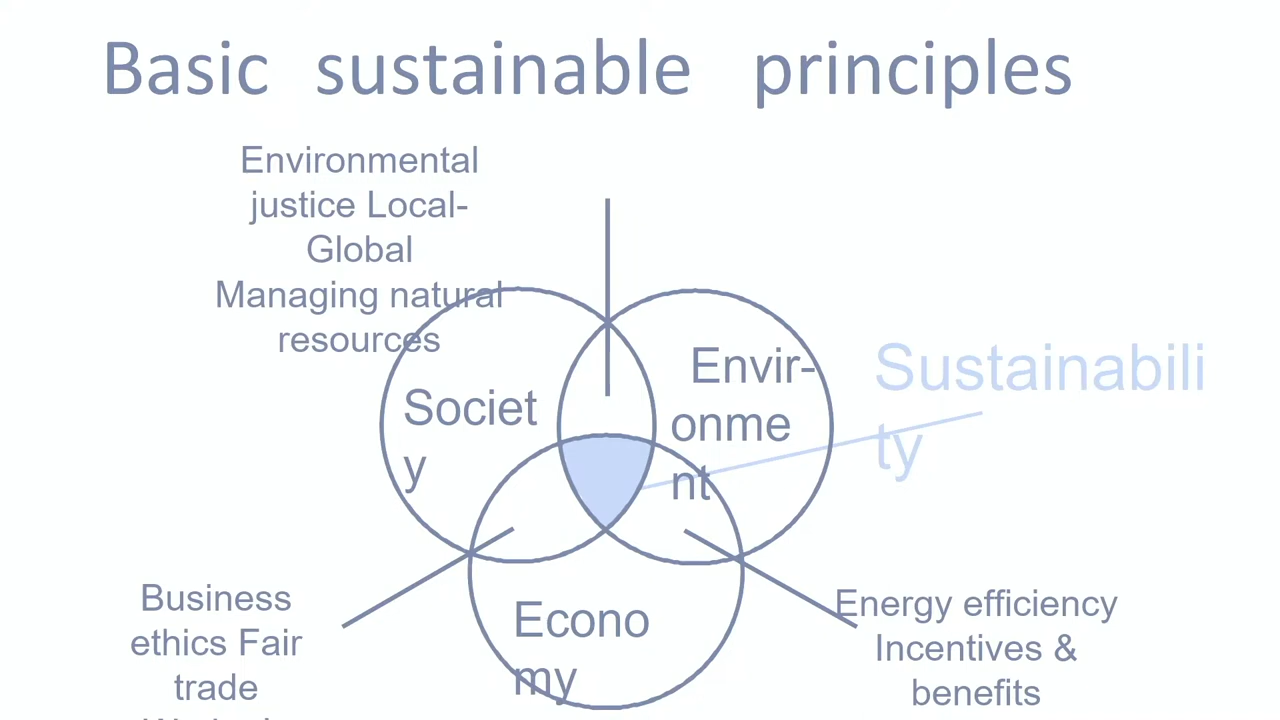 Basic sustainable principles
Environmental
justice Local-
Global
Managing natural
resources
Societ
y
Envir-
onme
nt
Sustainabili
ty
Econo
my
Business
ethics Fair
trade
Energy efficiency
Incentives &
benefits